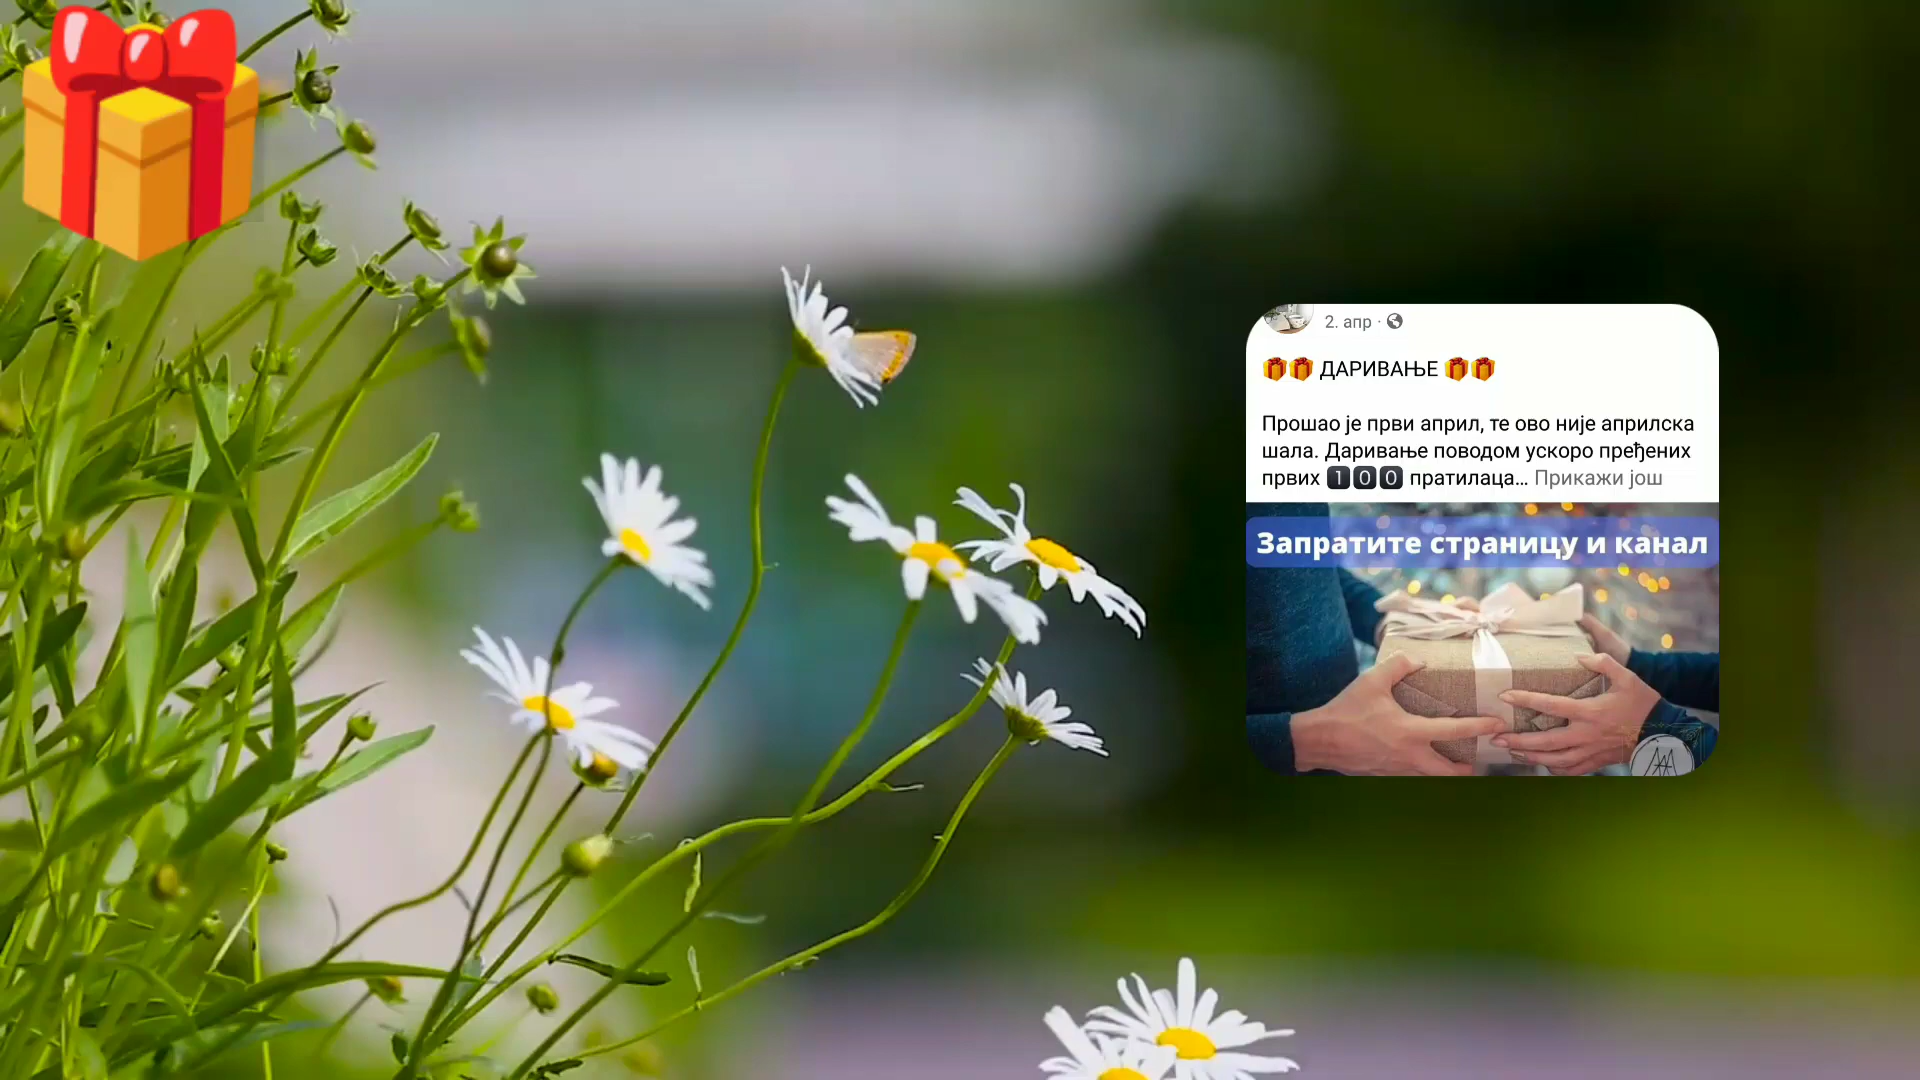 2. апр ·
🎁🎁 ДАРИВАЊЕ 🎁🎁
Прошао је први април, те ово није априлска
шала. Даривање поводом ускоро пређених
првих 1️⃣0️⃣0️⃣ пратилаца... Прикажи још
Запратите страницу и канал